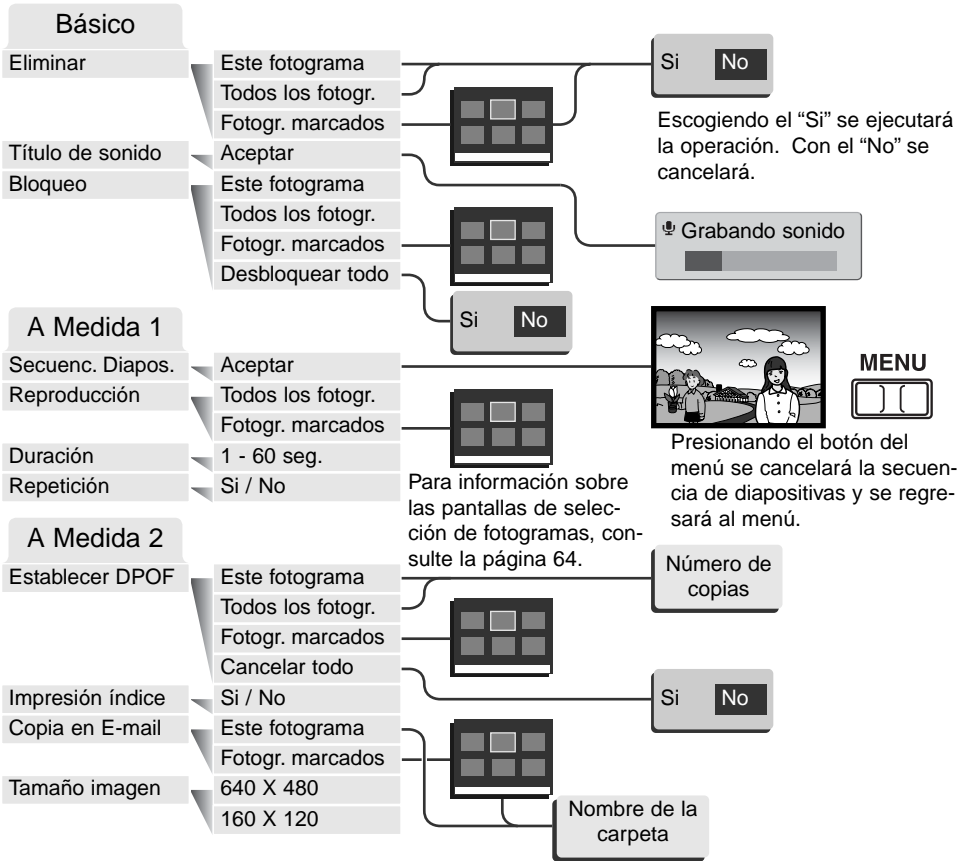 Básico
Eliminar
Este fotograma
Todos los fotogr.
Fotogr. marcados
Si No
Escogiendo el “Si” se ejecutará
la operación. Con el “No” se
cancelará.
Título de sonido
Aceptar
Grabando sonido
Bloqueo
Este fotograma
Todos los fotogr.
Fotogr. marcados
Desbloquear todo
Si No
A Medida 1
Secuenc. Diapos.
Aceptar
MENU
Presionando el botón del
menú se cancelará la secuen-
cia de diapositivas y se regre-
sará al menú.
Reproducción
Todos los fotogr.
Fotogr. marcados
Duración
1 - 60 seg.
Repetición
Si / No
Para información sobre
las pantallas de selec-
ción de fotogramas, con-
sulte la página 64.
A Medida 2
Establecer DPOF
Este fotograma
Todos los fotogr.
Fotogr. marcados
Cancelar todo
Número de
copias
Si No
Impresión índice
Si / No
Copia en E-mail
Este fotograma
Fotogr. marcados
Tamaño imagen
640 X 480
160 X 120
Nombre de la
carpeta